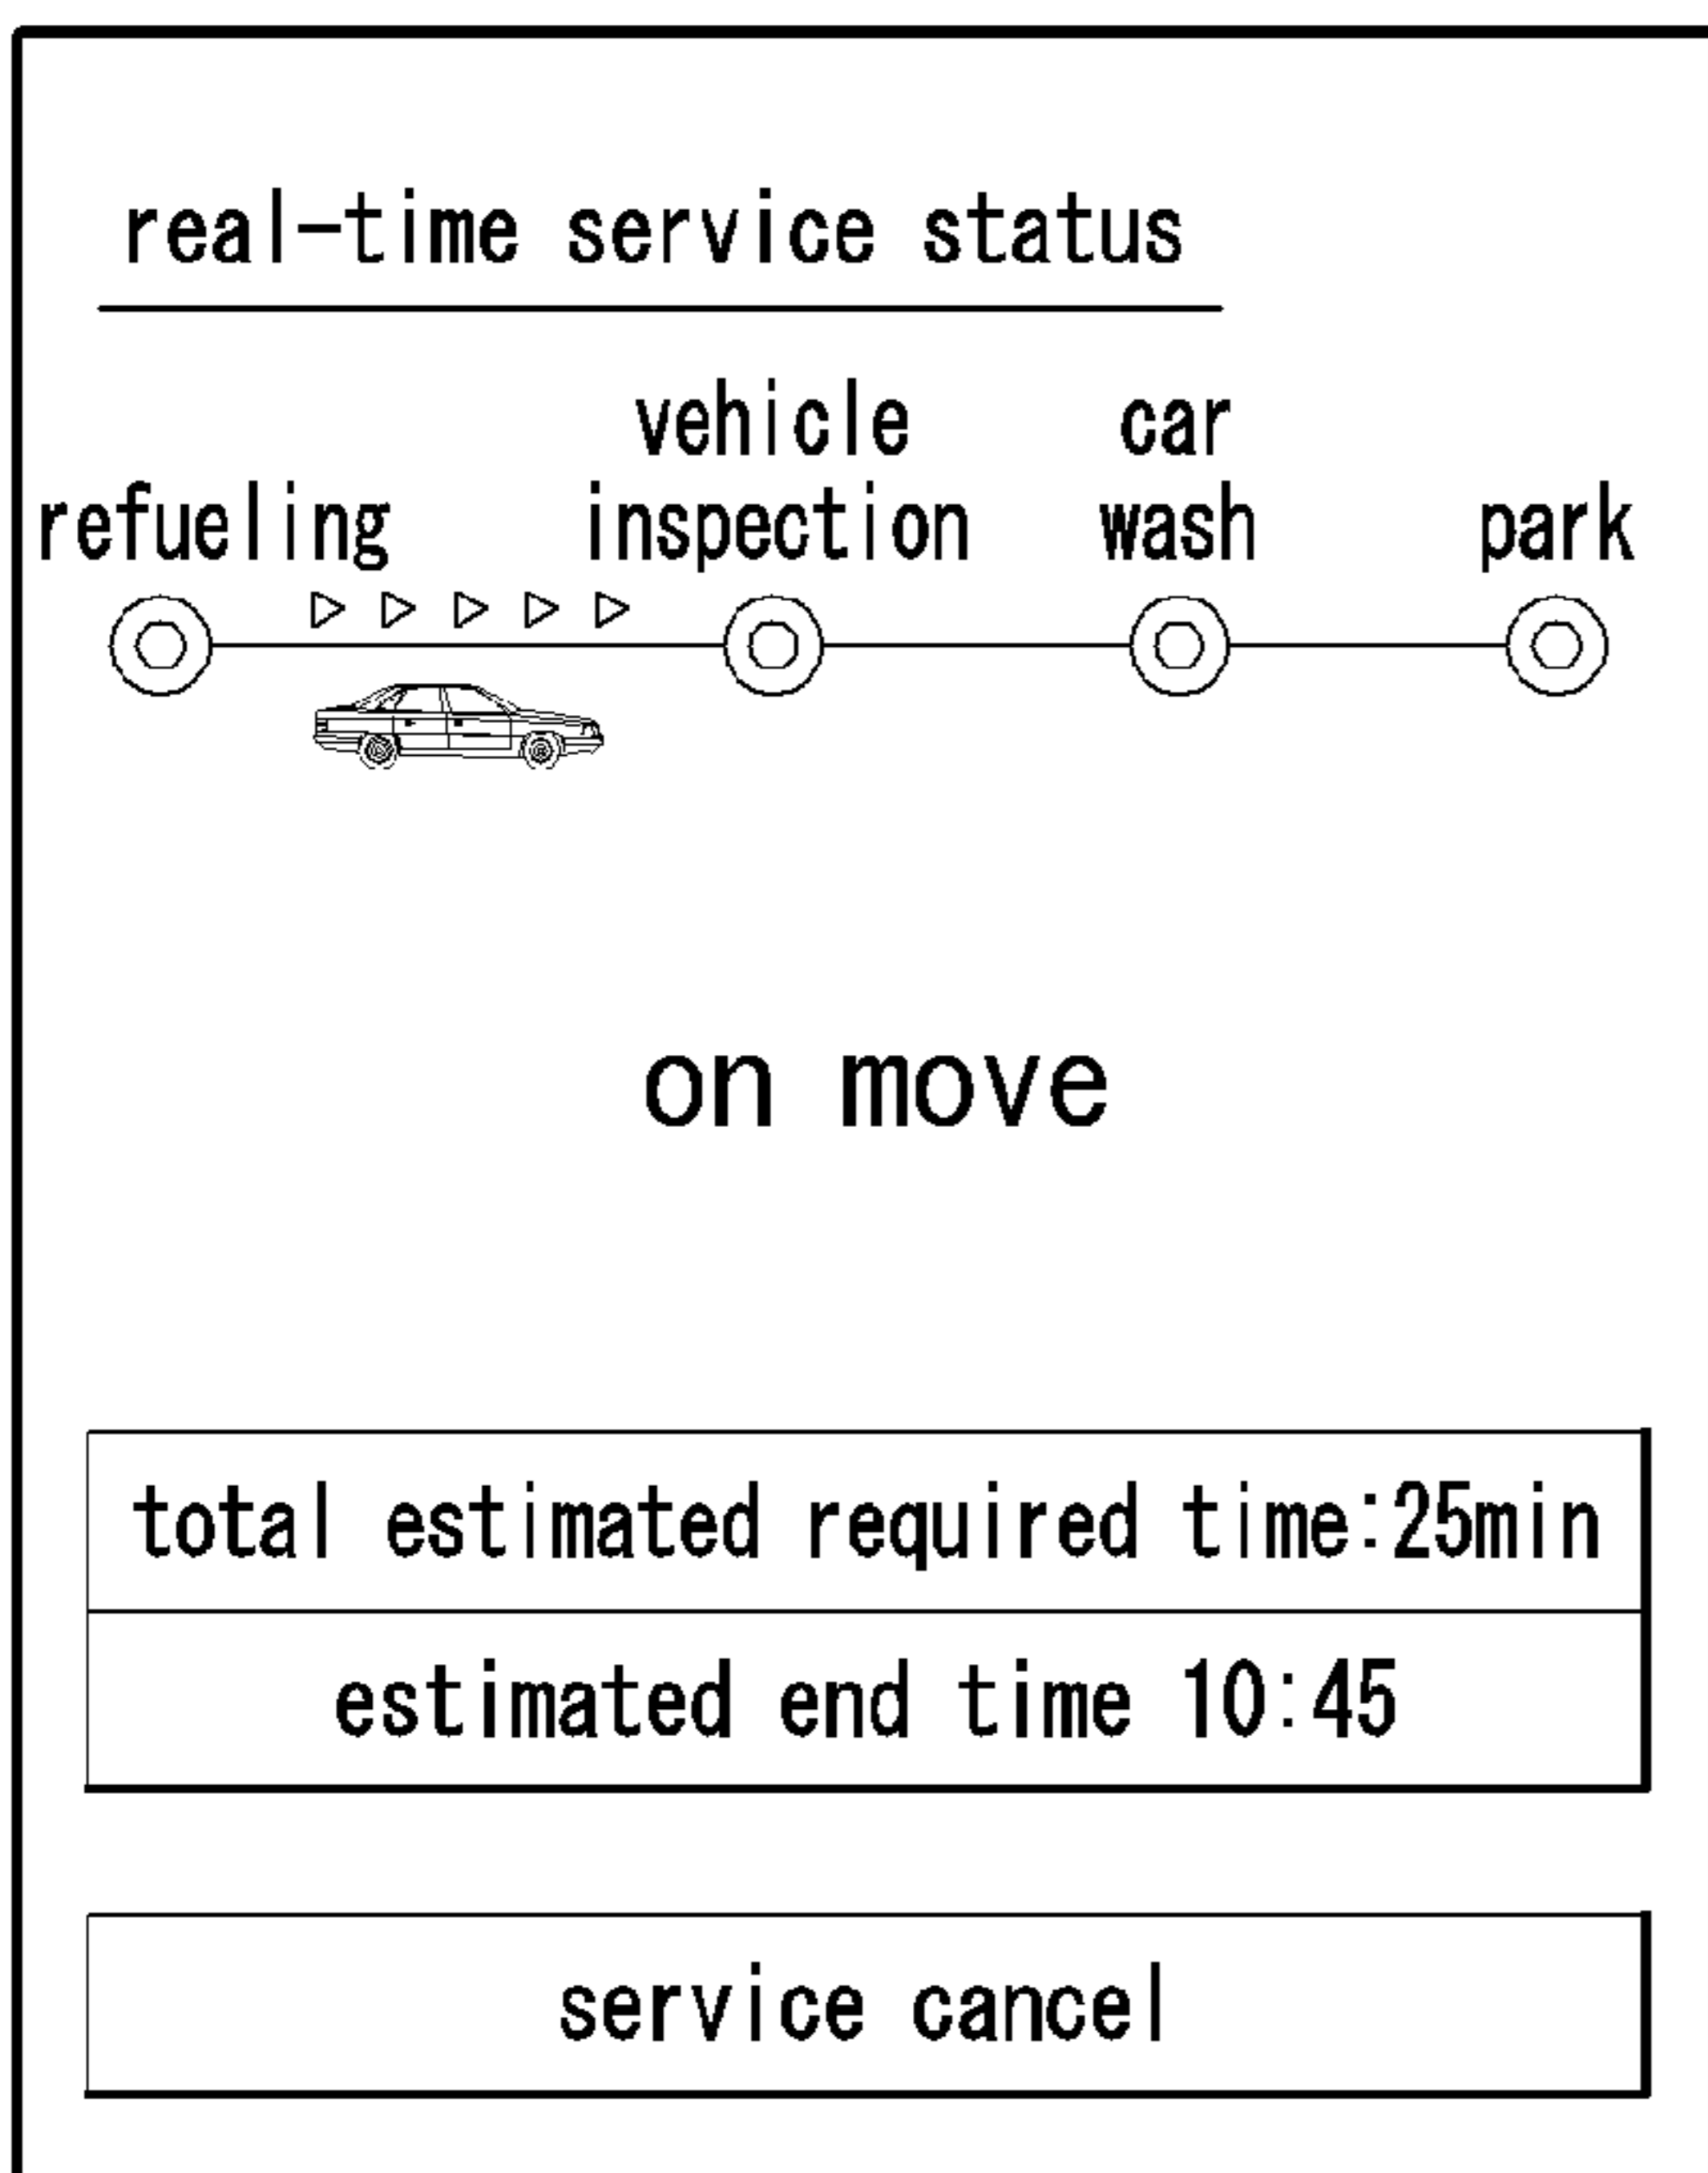 real-time service status
vehicle car
refueling inspection wash park
on move
total estimated required time:25min
estimated end time 10:45
service cancel